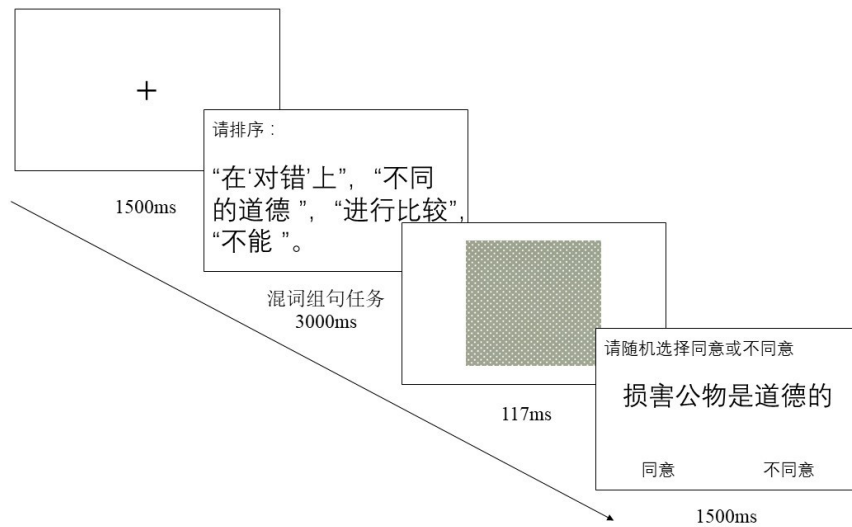 +
1500ms
请排序：
“在‘对错’上”，“不同
的道德 ”，“进行比较”，
“不能 ”。
混词组句任务
3000ms
117ms
请随机选择同意或不同意
损害公物是道德的
同意 不同意
1500ms